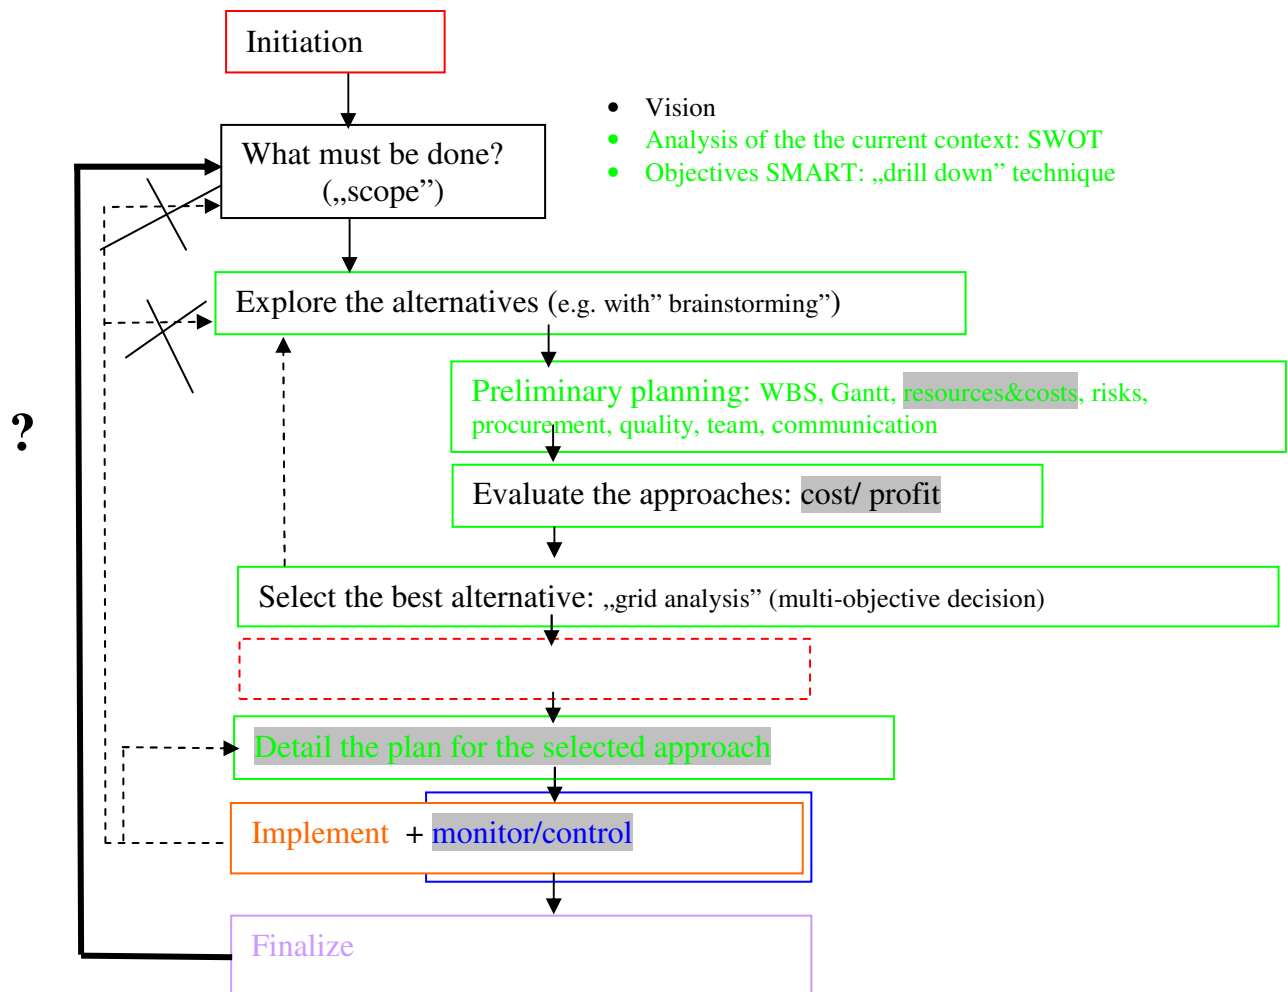 Initiation
• Vision
What must be done?
(„scope”)
• Analysis of the the current context: SWOT
• Objectives SMART: „drill down” technique
Explore the alternatives (e.g. with” brainstorming”)
Preliminary planning: WBS, Gantt, resources&costs, risks,
procurement, quality, team, communication
?
Evaluate the approaches: cost/ profit
Select the best alternative: „grid analysis” (multi-objective decision)
Detail the plan for the selected approach
Implement + monitor/control
Finalize